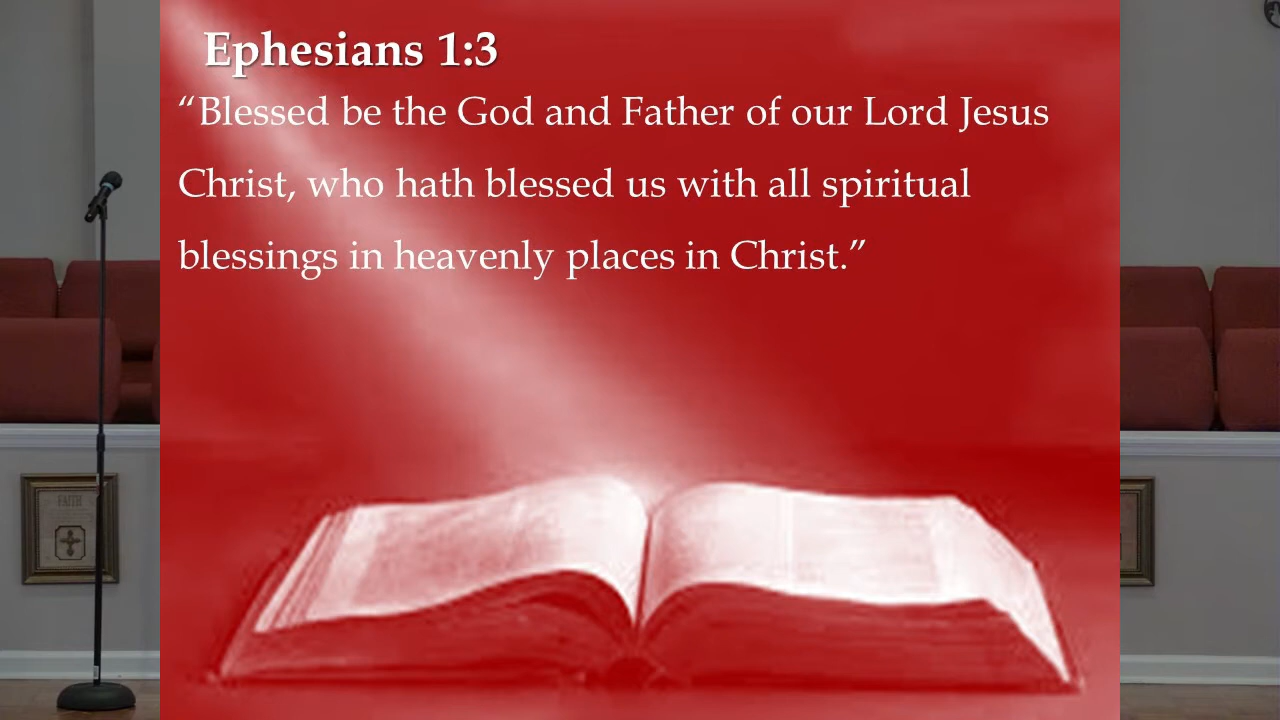 Ephesians 1:3
“Blessed be the God and Father of our Lord Jesus
Christ, who hath blessed us with all spiritual
blessings in heavenly places in Christ.”
FAITH